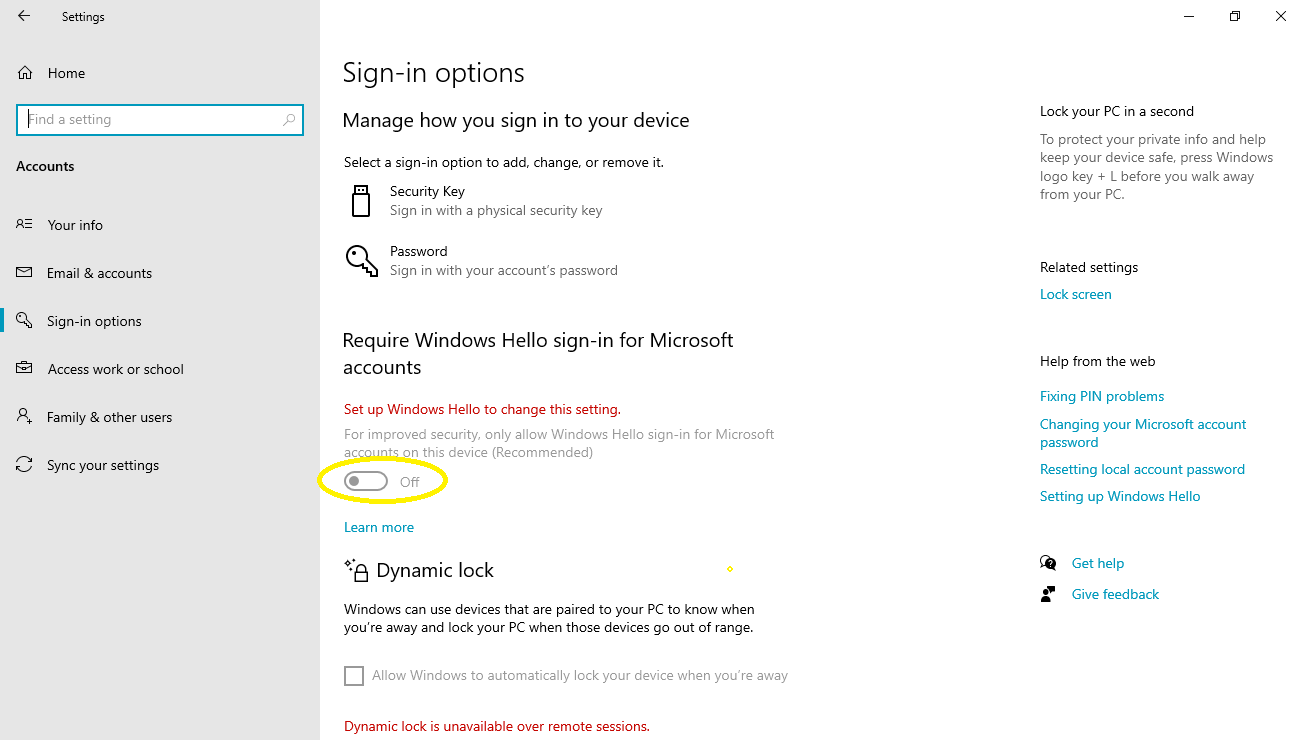 Settings
Home
Find a setting
Accounts
Your info
Email & accounts
Sign-in options
Access work or school
Family & other users
Sync your settings
Sign-in options
Manage how you sign in to your device
Select a sign-in option to add, change, or remove it.
Security Key
Sign in with a physical security key
Password
Sign in with your account's password
Require Windows Hello sign-in for Microsoft
accounts
Set up Windows Hello to change this setting.
For improved security, only allow Windows Hello sign-in for Microsoft
accounts on this device (Recommended)
Off
Learn more
Dynamic lock
Windows can use devices that are paired to your PC to know when
you're away and lock your PC when those devices go out of range.
Allow Windows to automatically lock your device when you're away
Dynamic lock is unavailable over remote sessions.
Lock your PC in a second
To protect your private info and help
keep your device safe, press Windows
logo key + L before you walk away
from your PC.
Related settings
Lock screen
Help from the web
Fixing PIN problems
Changing your Microsoft account
password
Resetting local account password
Setting up Windows Hello
Get help
Give feedback